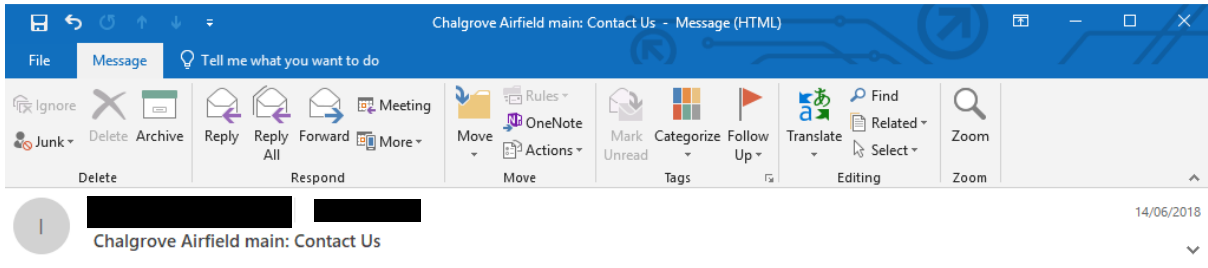 Chalgrove Airfield main: Contact Us - Message (HTML)
File Message Tell me what you want to do
Ignore Junk Delete Archive Reply Reply All Forward Meeting More Move Rules OneNote Actions Mark Unread Categorize Follow Up Translate Find Related Select Zoom
Delete Respond Move Tags Editing Zoom
I 14/06/2018
Chalgrove Airfield main: Contact Us